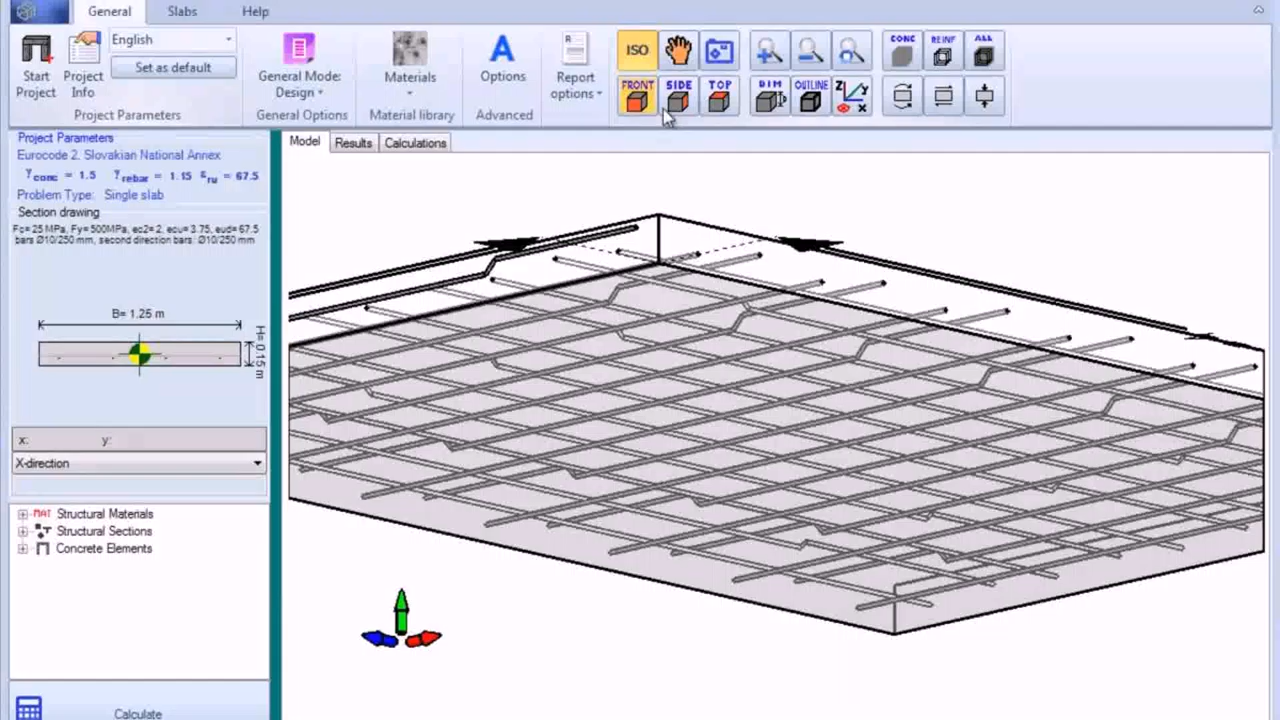 General
Slabs
Help
English
Set as default
Start
Project
Project
Info
Project Parameters
General Mode:
Design
General Options
Materials
Material library
Options
Advanced
Report
options
ISO
CONC
REINF
ALL
FRONT
SIDE
TOP
DIM
OUTLINE
Z
Y
X
Model
Results
Calculations
Project Parameters
Eurocode 2, Slovakian National Annex
γconc = 1.5 γrebar = 1.15 εru = 67.5
Problem Type: Single slab
Section drawing
Fc= 25 MPa, Fy= 500MPa, ec2= 2, ecu= 3.75, eud= 67.5
bars Ø10/250 mm, second direction bars: Ø10/250 mm
B= 1.25 m
H= 0.15 m
x: y:
X-direction
MAT Structural Materials
Structural Sections
Concrete Elements
Calculate